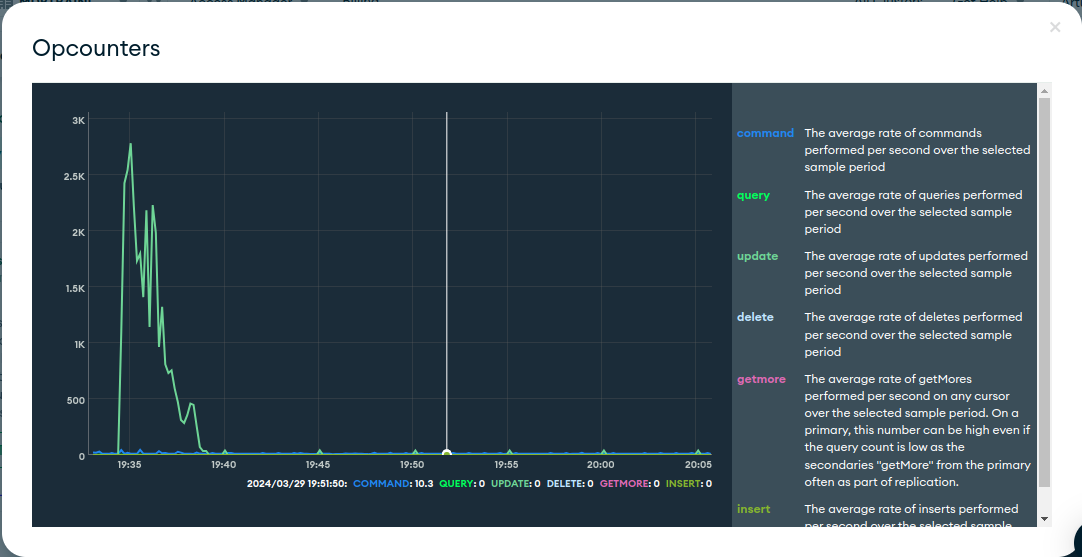 Opcounters
×
3K
2.5K
2K
1.5K
1K
500
0
19:35 19:40 19:45 19:50 19:55 20:00 20:05
2024/03/29 19:51:50: COMMAND: 10.3 QUERY: 0 UPDATE: 0 DELETE: 0 GETMORE: 0 INSERT: 0
command The average rate of commands
performed per second over the selected
sample period
query The average rate of queries performed
per second over the selected sample
period
update The average rate of updates performed
per second over the selected sample
period
delete The average rate of deletes performed
per second over the selected sample
period
getmore The average rate of getMores
performed per second on any cursor
over the selected sample period. On a
primary, this number can be high even if
the query count is low as the
secondaries "getMore" from the primary
often as part of replication.
insert The average rate of inserts performed
per second over the selected sample